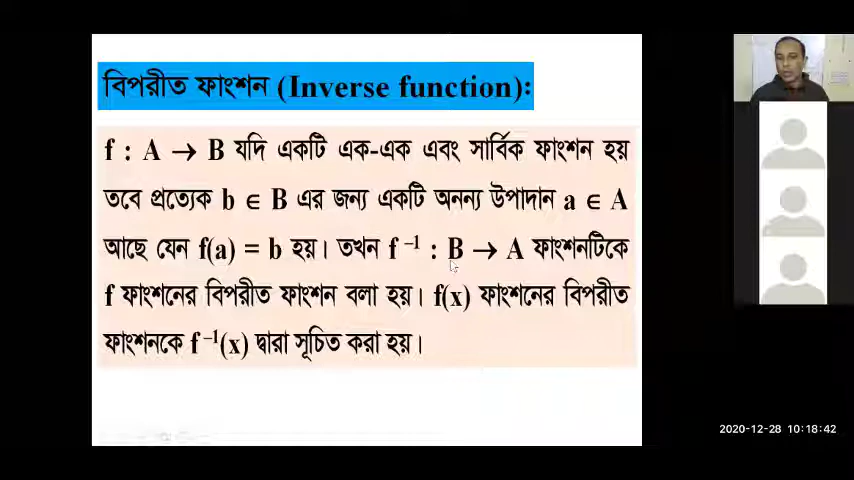 বিপরীত ফাংশন (Inverse function):
f : A → B যদি একটি এক-এক এবং সার্বিক ফাংশন হয়
তবে প্রত্যেক b ∈ B এর জন্য একটি অনন্য উপাদান a ∈ A
আছে যেন f(a) = b হয়। তখন f ⁻¹ : B → A ফাংশনটিকে
f ফাংশনের বিপরীত ফাংশন বলা হয়। f(x) ফাংশনের বিপরীত
ফাংশনকে f ⁻¹(x) দ্বারা সূচিত করা হয়।
2020-12-28 10:18:42